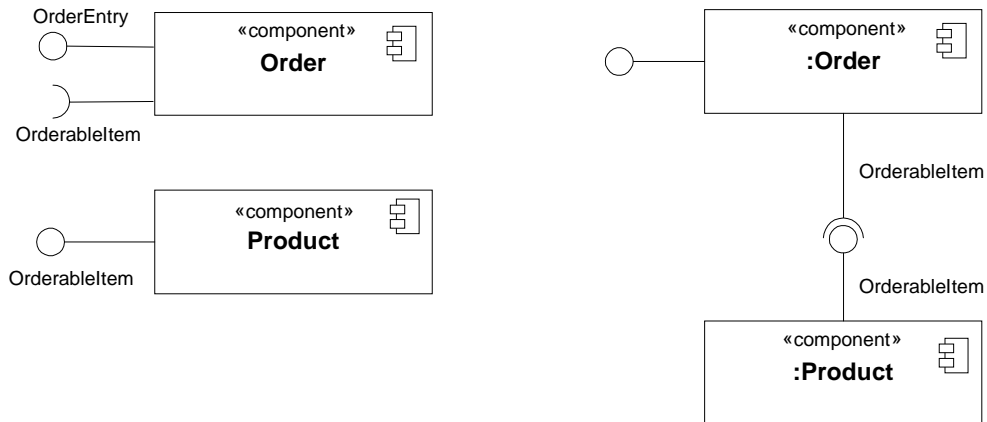 OrderEntry
«component»
Order
OrderableItem
«component»
Product
OrderableItem
«component»
:Order
OrderableItem
OrderableItem
«component»
:Product